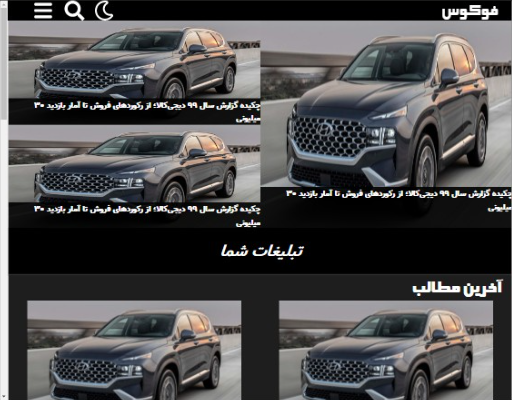 فوکوس
چکیده گزارش سال ۹۹ دیجی‌کالا؛ از رکوردهای فروش تا آمار بازدید ۳۰
میلیونی
چکیده گزارش سال ۹۹ دیجی‌کالا؛ از رکوردهای فروش تا آمار بازدید ۳۰
میلیونی
چکیده گزارش سال ۹۹ دیجی‌کالا؛ از رکوردهای فروش تا آمار بازدید ۳۰
میلیونی
تبلیغات شما
آخرین مطالب